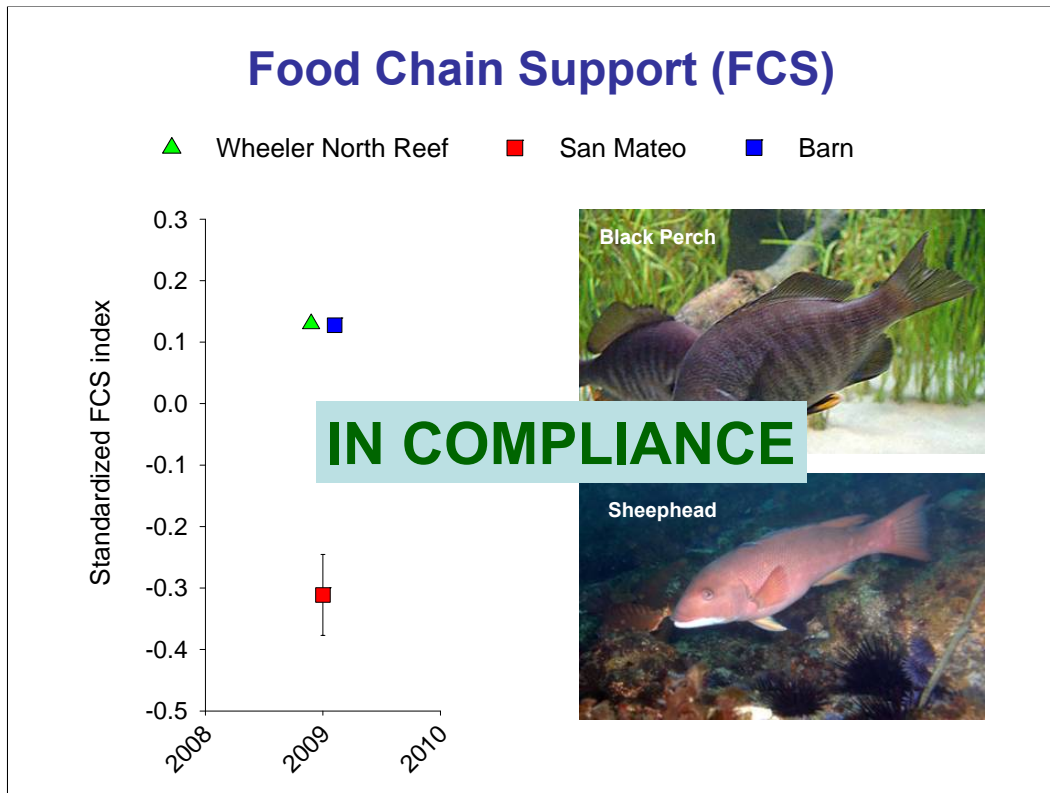 Food Chain Support (FCS)
Wheeler North Reef San Mateo Barn
Standardized FCS index
0.3
0.2
0.1
0.0
-0.1
-0.2
-0.3
-0.4
-0.5
2008
2009
2010
Black Perch
IN COMPLIANCE
Sheephead